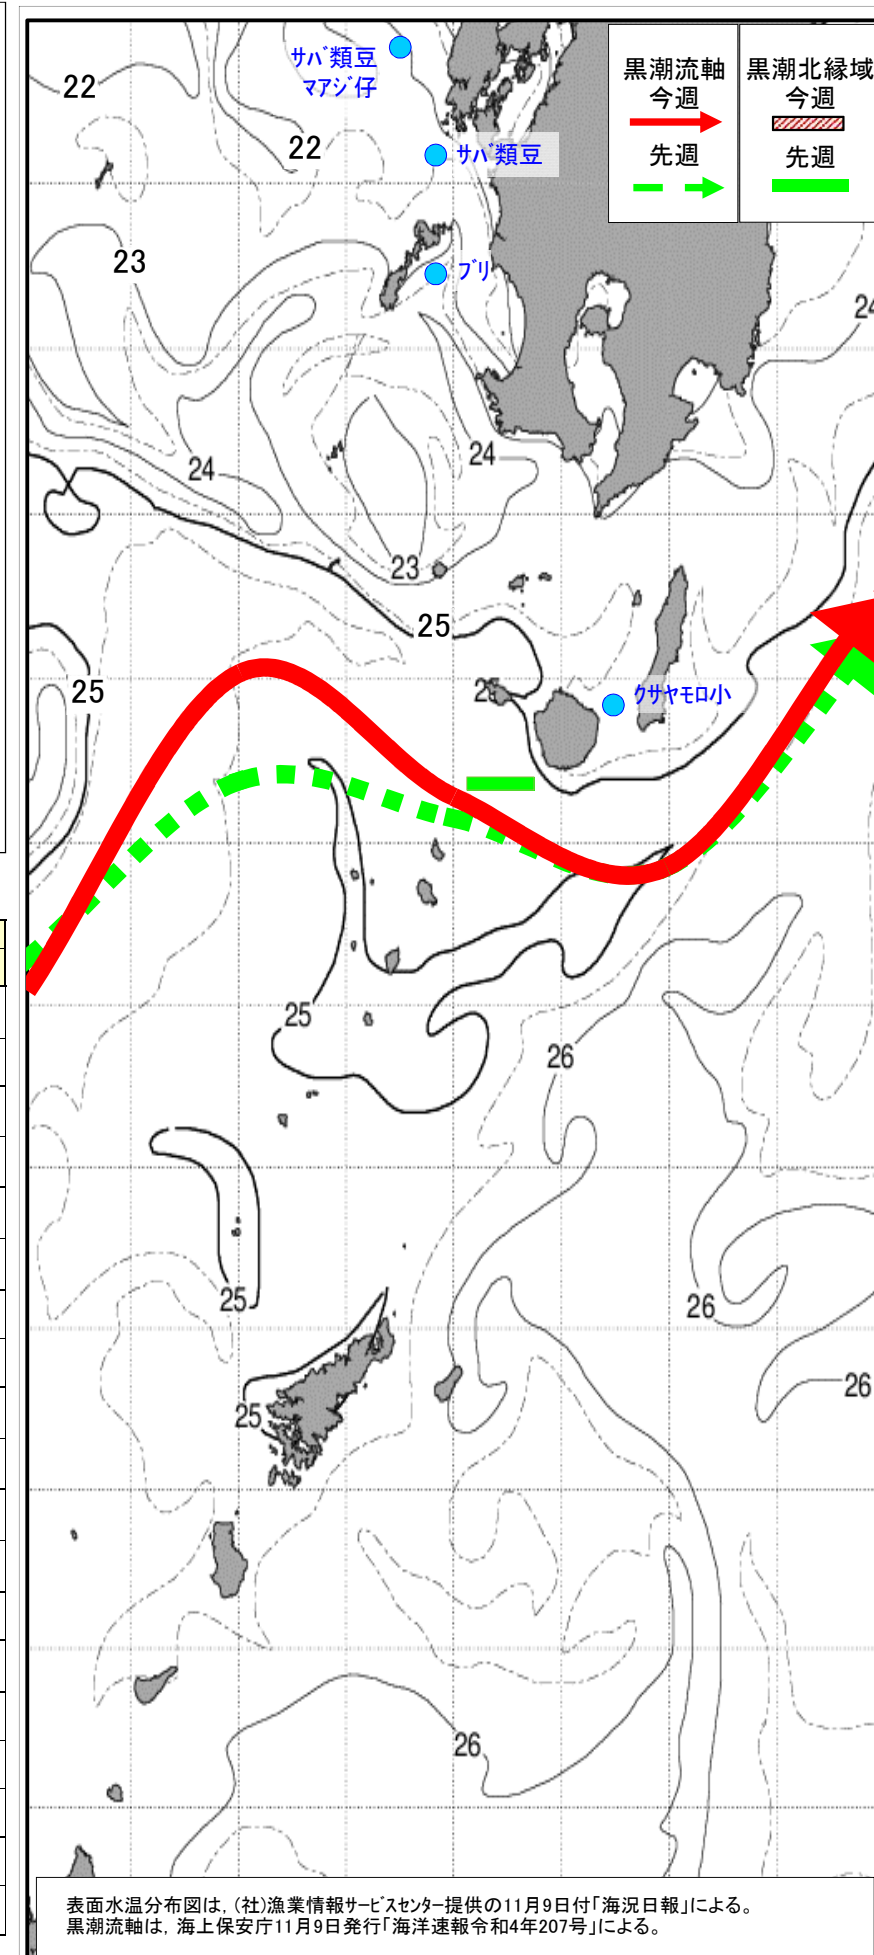 サバ類豆
マアジ仔
サバ類豆
ブリ
黒潮流軸
今週
先週
黒潮北縁域
今週
先週
22
22
23
24
24
24
23
25
25
クサヤモロ小
25
26
25
26
25
26
26
表面水温分布図は,(社)漁業情報サービスセンター提供の11月9日付「海況日報」による。
黒潮流軸は,海上保安庁11月9日発行「海洋速報令和4年207号」による。